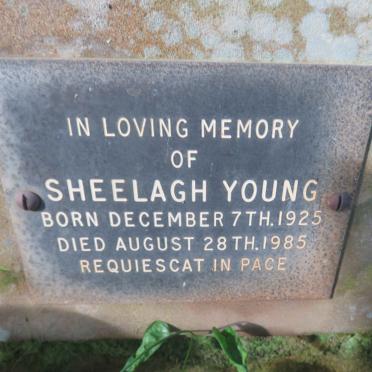 IN LOVING MEMORY
OF
SHEELAGH YOUNG
BORN DECEMBER 7TH. 1925
DIED AUGUST 28TH. 1985
REQUIESCAT IN PACE